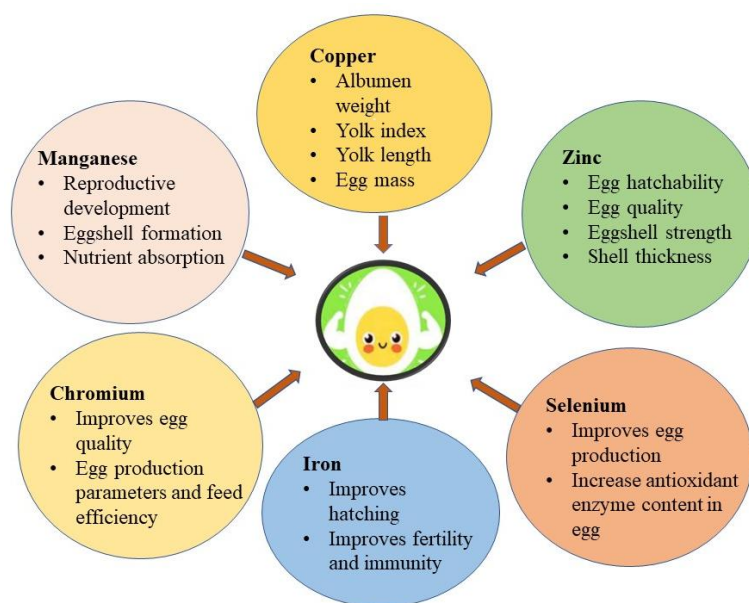 Copper
• Albumen
weight
• Yolk index
• Yolk length
• Egg mass
Manganese
• Reproductive
development
• Eggshell formation
• Nutrient absorption
Zinc
• Egg hatchability
• Egg quality
• Eggshell strength
• Shell thickness
Chromium
• Improves egg
quality
• Egg production
parameters and feed
efficiency
Iron
• Improves
hatching
• Improves fertility
and immunity
Selenium
• Improves egg
production
• Increase antioxidant
enzyme content in
egg